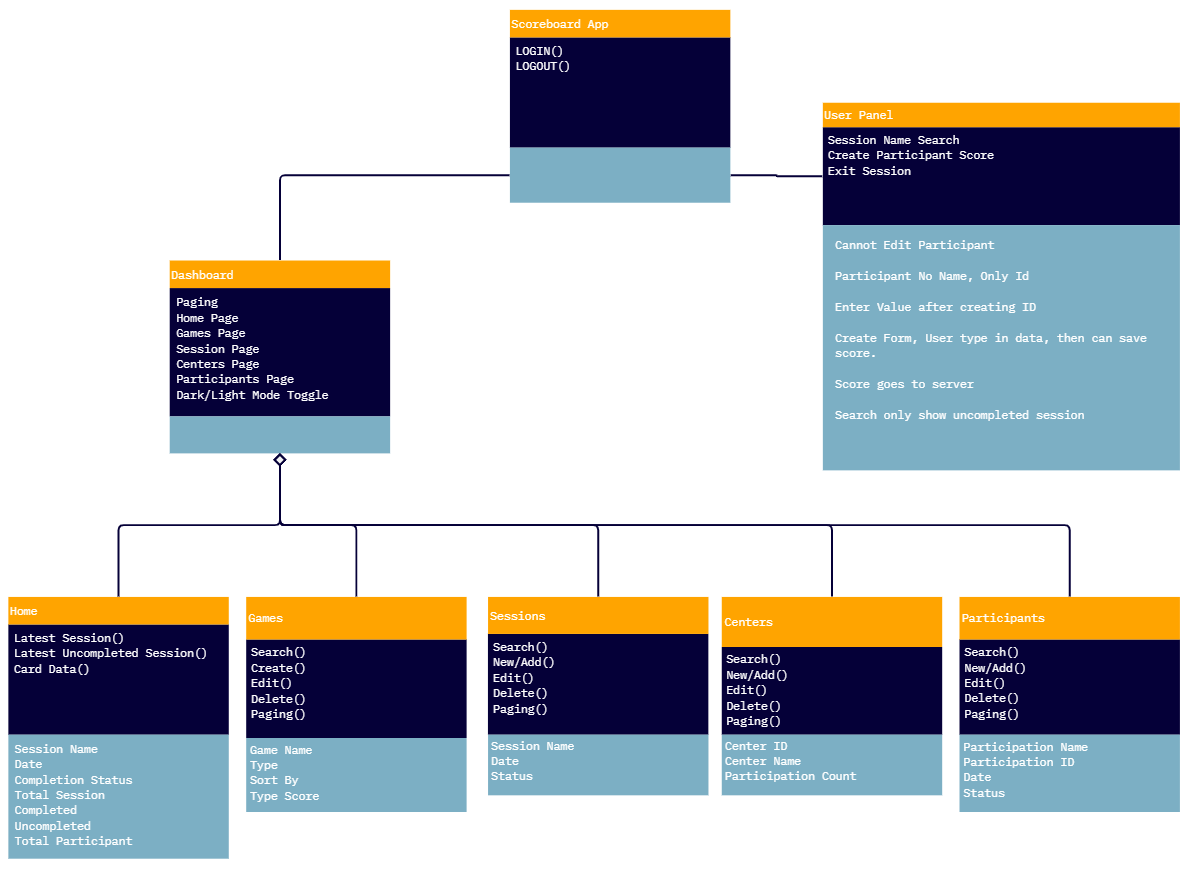 Scoreboard App
LOGIN()
LOGOUT()
User Panel
Session Name Search
Create Participant Score
Exit Session
Cannot Edit Participant
Participant No Name, Only Id
Enter Value after creating ID
Create Form, User type in data, then can save
score.
Score goes to server
Search only show uncompleted session
Dashboard
Paging
Home Page
Games Page
Session Page
Centers Page
Participants Page
Dark/Light Mode Toggle
Home
Latest Session()
Latest Uncompleted Session()
Card Data()
Session Name
Date
Completion Status
Total Session
Completed
Uncompleted
Total Participant
Games
Search()
Create()
Edit()
Delete()
Paging()
Game Name
Type
Sort By
Type Score
Sessions
Search()
New/Add()
Edit()
Delete()
Paging()
Session Name
Date
Status
Centers
Search()
New/Add()
Edit()
Delete()
Paging()
Center ID
Center Name
Participation Count
Participants
Search()
New/Add()
Edit()
Delete()
Paging()
Participation Name
Participation ID
Date
Status